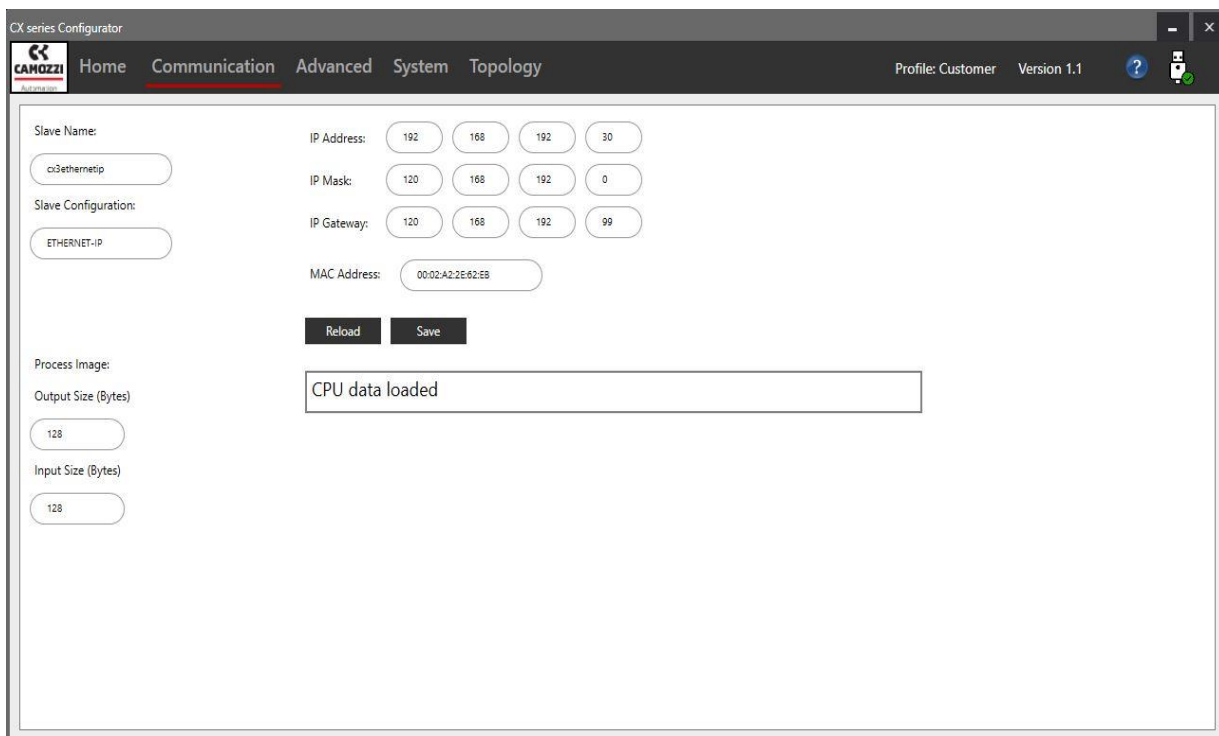 CX series Configurator
CAMOZZI
Automation
Home Communication Advanced System Topology
Profile: Customer Version 1.1 ?
Slave Name:
cx3ethernetip
Slave Configuration:
ETHERNET-IP
IP Address: 192 168 192 30
IP Mask: 120 168 192 0
IP Gateway: 120 168 192 99
MAC Address: 00:02:A2:2E:62:EB
Reload Save
Process Image:
Output Size (Bytes)
128
Input Size (Bytes)
128
CPU data loaded